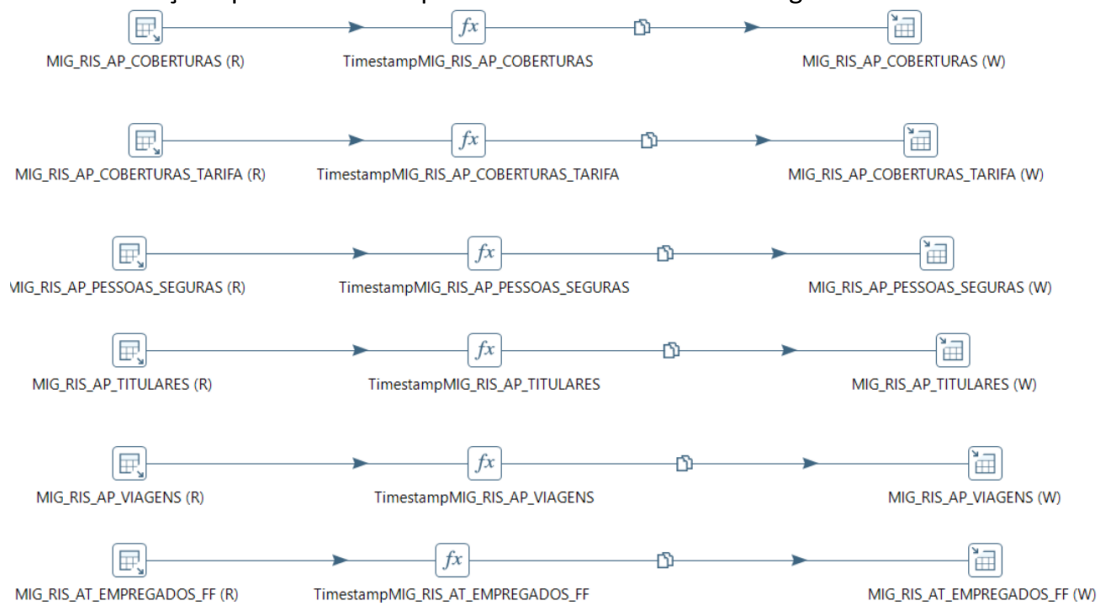 MIG_RIS_AP_COBERTURAS (R) TimestampMIG_RIS_AP_COBERTURAS MIG_RIS_AP_COBERTURAS (W)
MIG_RIS_AP_COBERTURAS_TARIFA (R) TimestampMIG_RIS_AP_COBERTURAS_TARIFA MIG_RIS_AP_COBERTURAS_TARIFA (W)
MIG_RIS_AP_PESSOAS_SEGURAS (R) TimestampMIG_RIS_AP_PESSOAS_SEGURAS MIG_RIS_AP_PESSOAS_SEGURAS (W)
MIG_RIS_AP_TITULARES (R) TimestampMIG_RIS_AP_TITULARES MIG_RIS_AP_TITULARES (W)
MIG_RIS_AP_VIAGENS (R) TimestampMIG_RIS_AP_VIAGENS MIG_RIS_AP_VIAGENS (W)
MIG_RIS_AT_EMPREGADOS_FF (R) TimestampMIG_RIS_AT_EMPREGADOS_FF MIG_RIS_AT_EMPREGADOS_FF (W)